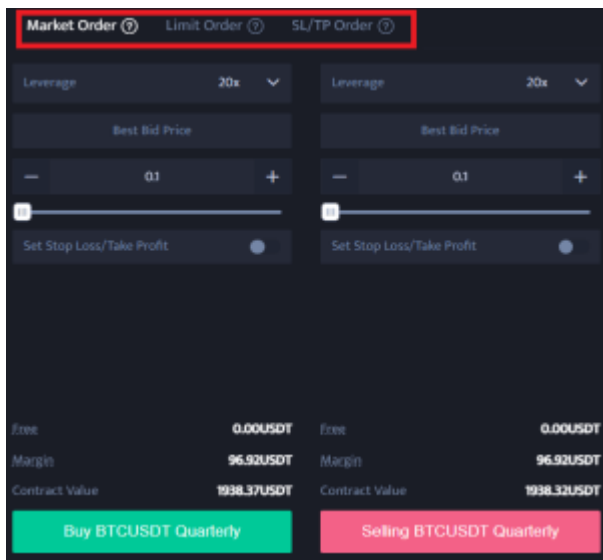 Market Order ? Limit Order ? SL/TP Order ?
Leverage 20x Leverage 20x
Best Bid Price Best Bid Price
— 0.1 + — 0.1 +
Set Stop Loss/Take Profit Set Stop Loss/Take Profit
Free 0.00USDT Free 0.00USDT
Margin 96.92USDT Margin 96.92USDT
Contract Value 1938.37USDT Contract Value 1938.32USDT
Buy BTCUSDT Quarterly Selling BTCUSDT Quarterly